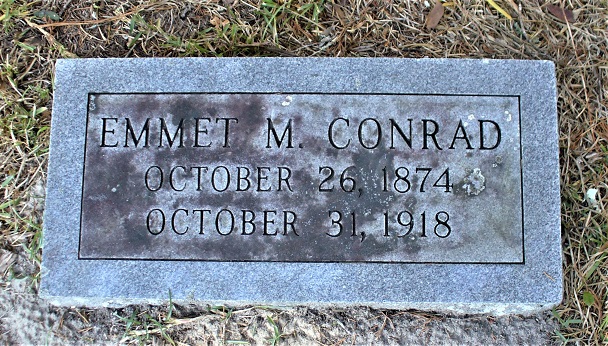 EMMET M. CONRAD
OCTOBER 26, 1874
OCTOBER 31, 1918